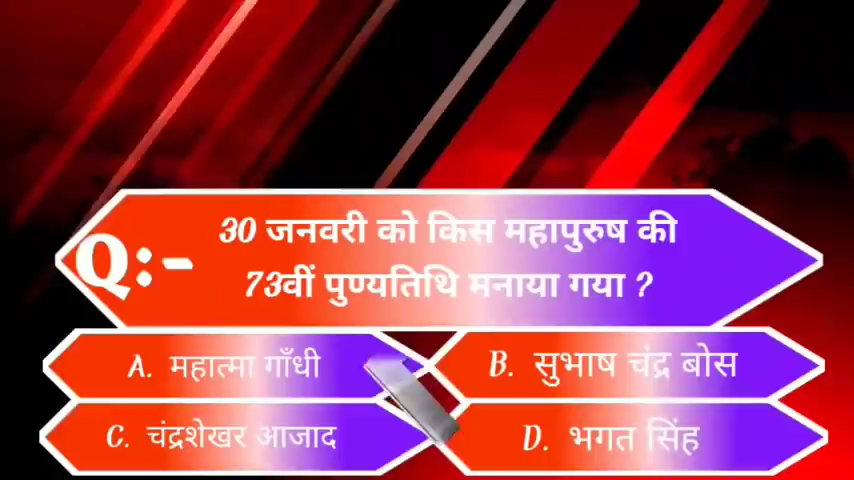 Q:- 30 जनवरी को किस महापुरुष की
73वीं पुण्यतिथि मनाया गया ?
A. महात्मा गाँधी
B. सुभाष चंद्र बोस
C. चंद्रशेखर आजाद
D. भगत सिंह